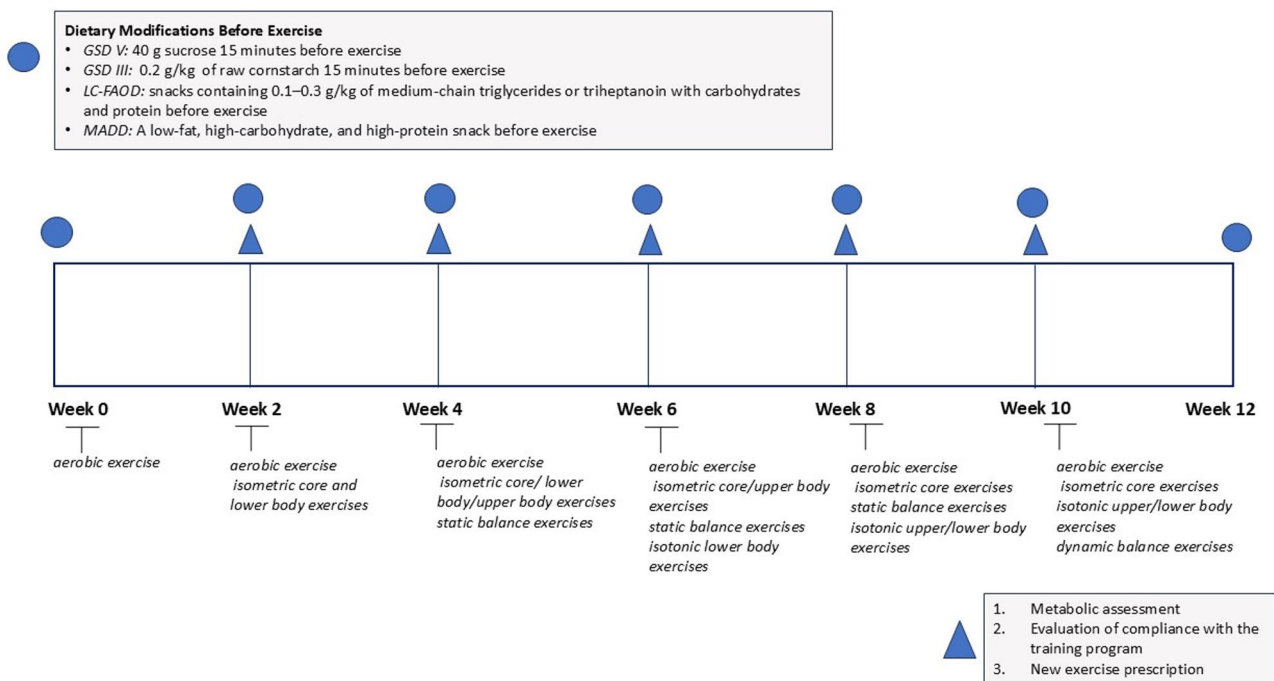 Dietary Modifications Before Exercise
• GSD V: 40 g sucrose 15 minutes before exercise
• GSD III: 0.2 g/kg of raw cornstarch 15 minutes before exercise
• LC-FAOD: snacks containing 0.1–0.3 g/kg of medium-chain triglycerides or triheptanoin with carbohydrates
and protein before exercise
• MADD: A low-fat, high-carbohydrate, and high-protein snack before exercise
Week 0
aerobic exercise
Week 2
aerobic exercise
isometric core and
lower body exercises
Week 4
aerobic exercise
isometric core/ lower
body/upper body exercises
static balance exercises
Week 6
aerobic exercise
isometric core/upper body
exercises
static balance exercises
isotonic lower body
exercises
Week 8
aerobic exercise
isometric core exercises
static balance exercises
isotonic upper/lower body
exercises
Week 10
aerobic exercise
isometric core exercises
isotonic upper/lower body
exercises
dynamic balance exercises
Week 12
1. Metabolic assessment
2. Evaluation of compliance with the
training program
3. New exercise prescription